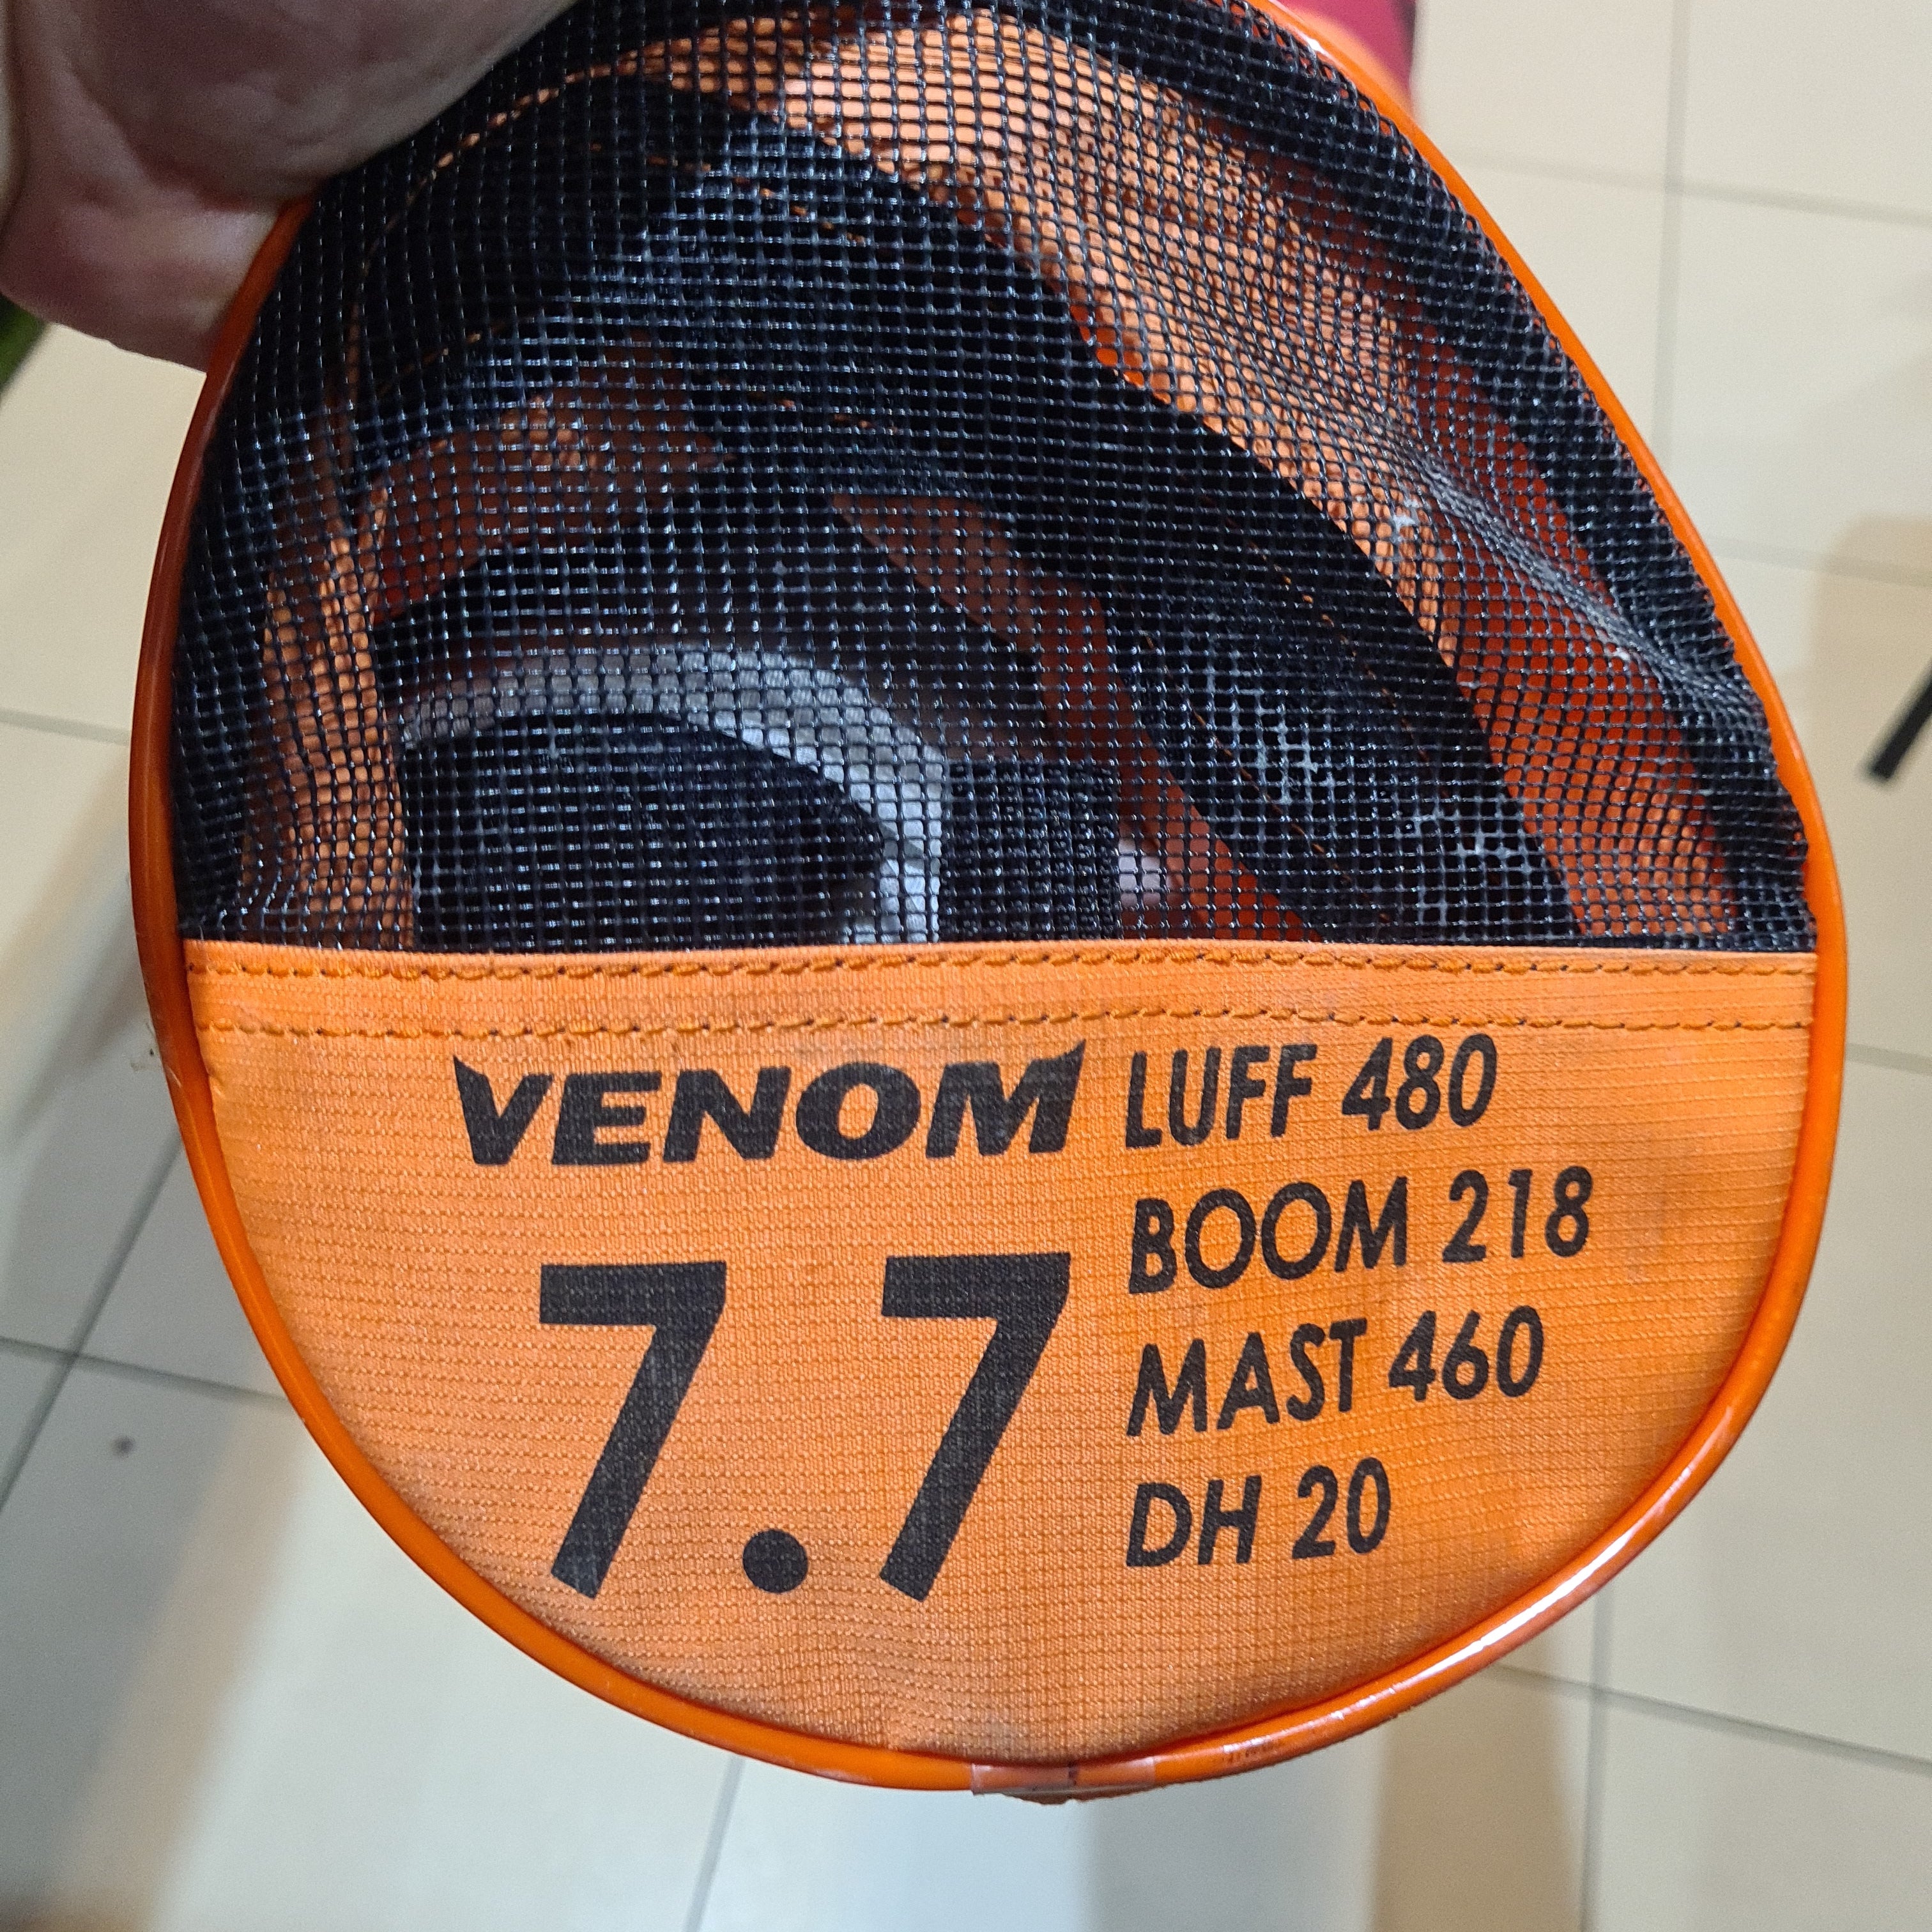 VENOM
7.7
LUFF 480
BOOM 218
MAST 460
DH 20